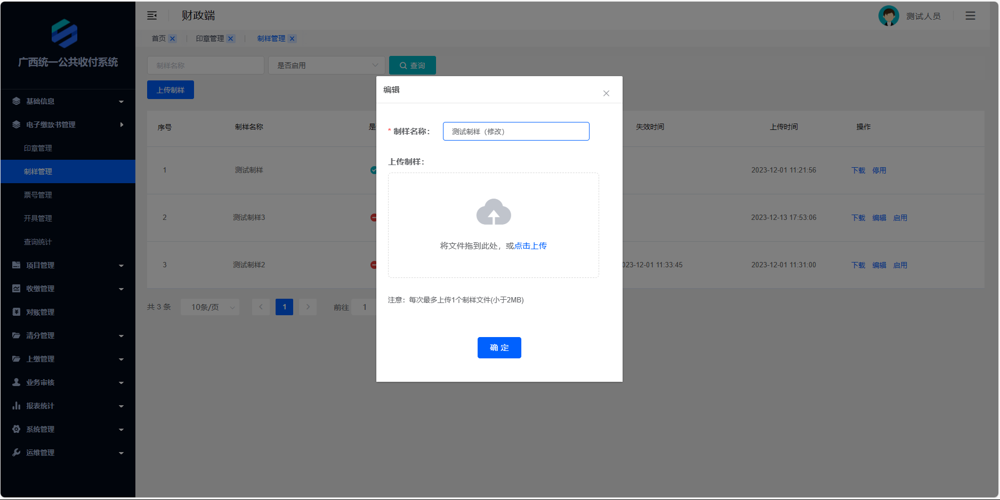 财政端
测试人员
首页
印章管理
制样管理
广西统一公共收付系统
制样名称
是否启用
查询
上传制样
基础信息
电子缴款书管理
印章管理
制样管理
票号管理
开具管理
查询统计
项目管理
收缴管理
对账管理
清分管理
上缴管理
业务审核
报表统计
系统管理
运维管理
序号 制样名称 是 失效时间 上传时间 操作
1 测试制样 2023-12-01 11:21:56 下载 停用
2 测试制样3 2023-12-13 17:53:06 下载 编辑 启用
3 测试制样2 023-12-01 11:33:45 2023-12-01 11:31:00 下载 编辑 启用
共 3 条 10条/页 1 前往 1
编辑
* 制样名称： 测试制样（修改）
上传制样：
将文件拖到此处，或点击上传
注意：每次最多上传1个制样文件(小于2MB)
确 定